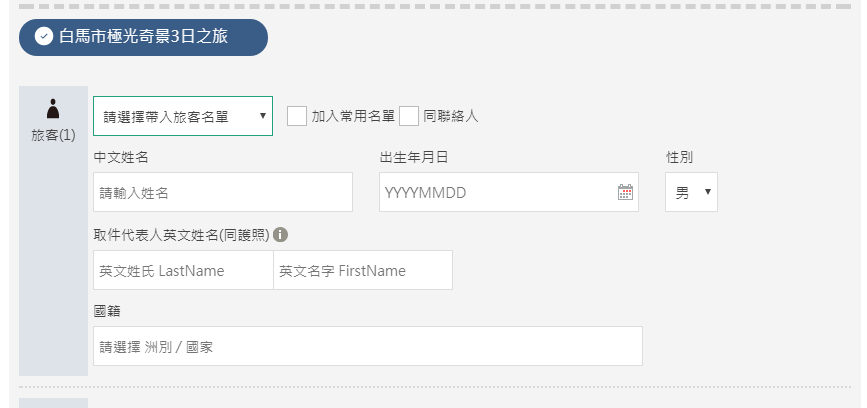 白馬市極光奇景3日之旅
請選擇帶入旅客名單
加入常用名單
同聯絡人
旅客(1)
中文姓名
出生年月日
性別
請輸入姓名
YYYYMMDD
男
取件代表人英文姓名(同護照)
英文姓氏 LastName
英文名字 FirstName
國籍
請選擇 洲別 / 國家